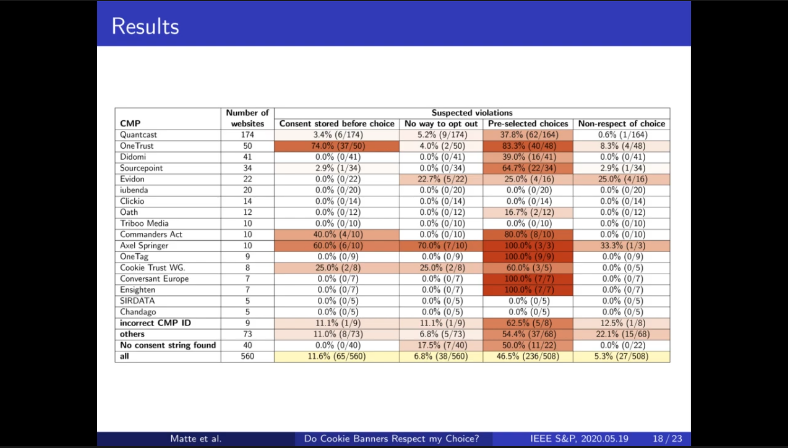 Results
Number of Suspected violations
CMP websites Consent stored before choice No way to opt out Pre-selected choices Non-respect of choice
Quantcast 174 3.4% (6/174) 5.2% (9/174) 37.8% (62/164) 0.6% (1/164)
OneTrust 50 74.0% (37/50) 4.0% (2/50) 83.3% (40/48) 8.3% (4/48)
Didomi 41 0.0% (0/41) 0.0% (0/41) 39.0% (16/41) 0.0% (0/41)
Sourcepoint 34 2.9% (1/34) 0.0% (0/34) 64.7% (22/34) 2.9% (1/34)
Evidon 22 0.0% (0/22) 22.7% (5/22) 25.0% (4/16) 25.0% (4/16)
iubenda 20 0.0% (0/20) 0.0% (0/20) 0.0% (0/20) 0.0% (0/20)
Clickio 14 0.0% (0/14) 0.0% (0/14) 0.0% (0/14) 0.0% (0/14)
Oath 12 0.0% (0/12) 0.0% (0/12) 16.7% (2/12) 0.0% (0/12)
Triboo Media 10 0.0% (0/10) 0.0% (0/10) 0.0% (0/10) 0.0% (0/10)
Commanders Act 10 40.0% (4/10) 0.0% (0/10) 80.0% (8/10) 0.0% (0/10)
Axel Springer 10 60.0% (6/10) 70.0% (7/10) 100.0% (3/3) 33.3% (1/3)
OneTag 9 0.0% (0/9) 0.0% (0/9) 100.0% (9/9) 0.0% (0/9)
Cookie Trust WG. 8 25.0% (2/8) 25.0% (2/8) 60.0% (3/5) 0.0% (0/5)
Conversant Europe 7 0.0% (0/7) 0.0% (0/7) 100.0% (7/7) 0.0% (0/7)
Ensighten 7 0.0% (0/7) 0.0% (0/7) 100.0% (7/7) 0.0% (0/7)
SIRDATA 5 0.0% (0/5) 0.0% (0/5) 0.0% (0/5) 0.0% (0/5)
Chandago 5 0.0% (0/5) 0.0% (0/5) 0.0% (0/5) 0.0% (0/5)
incorrect CMP ID 9 11.1% (1/9) 11.1% (1/9) 62.5% (5/8) 12.5% (1/8)
others 73 11.0% (8/73) 6.8% (5/73) 54.4% (37/68) 22.1% (15/68)
No consent string found 40 0.0% (0/40) 17.5% (7/40) 50.0% (11/22) 0.0% (0/22)
all 560 11.6% (65/560) 6.8% (38/560) 46.5% (236/508) 5.3% (27/508)
Matte et al. Do Cookie Banners Respect my Choice? IEEE S&P, 2020.05.19 18 / 23